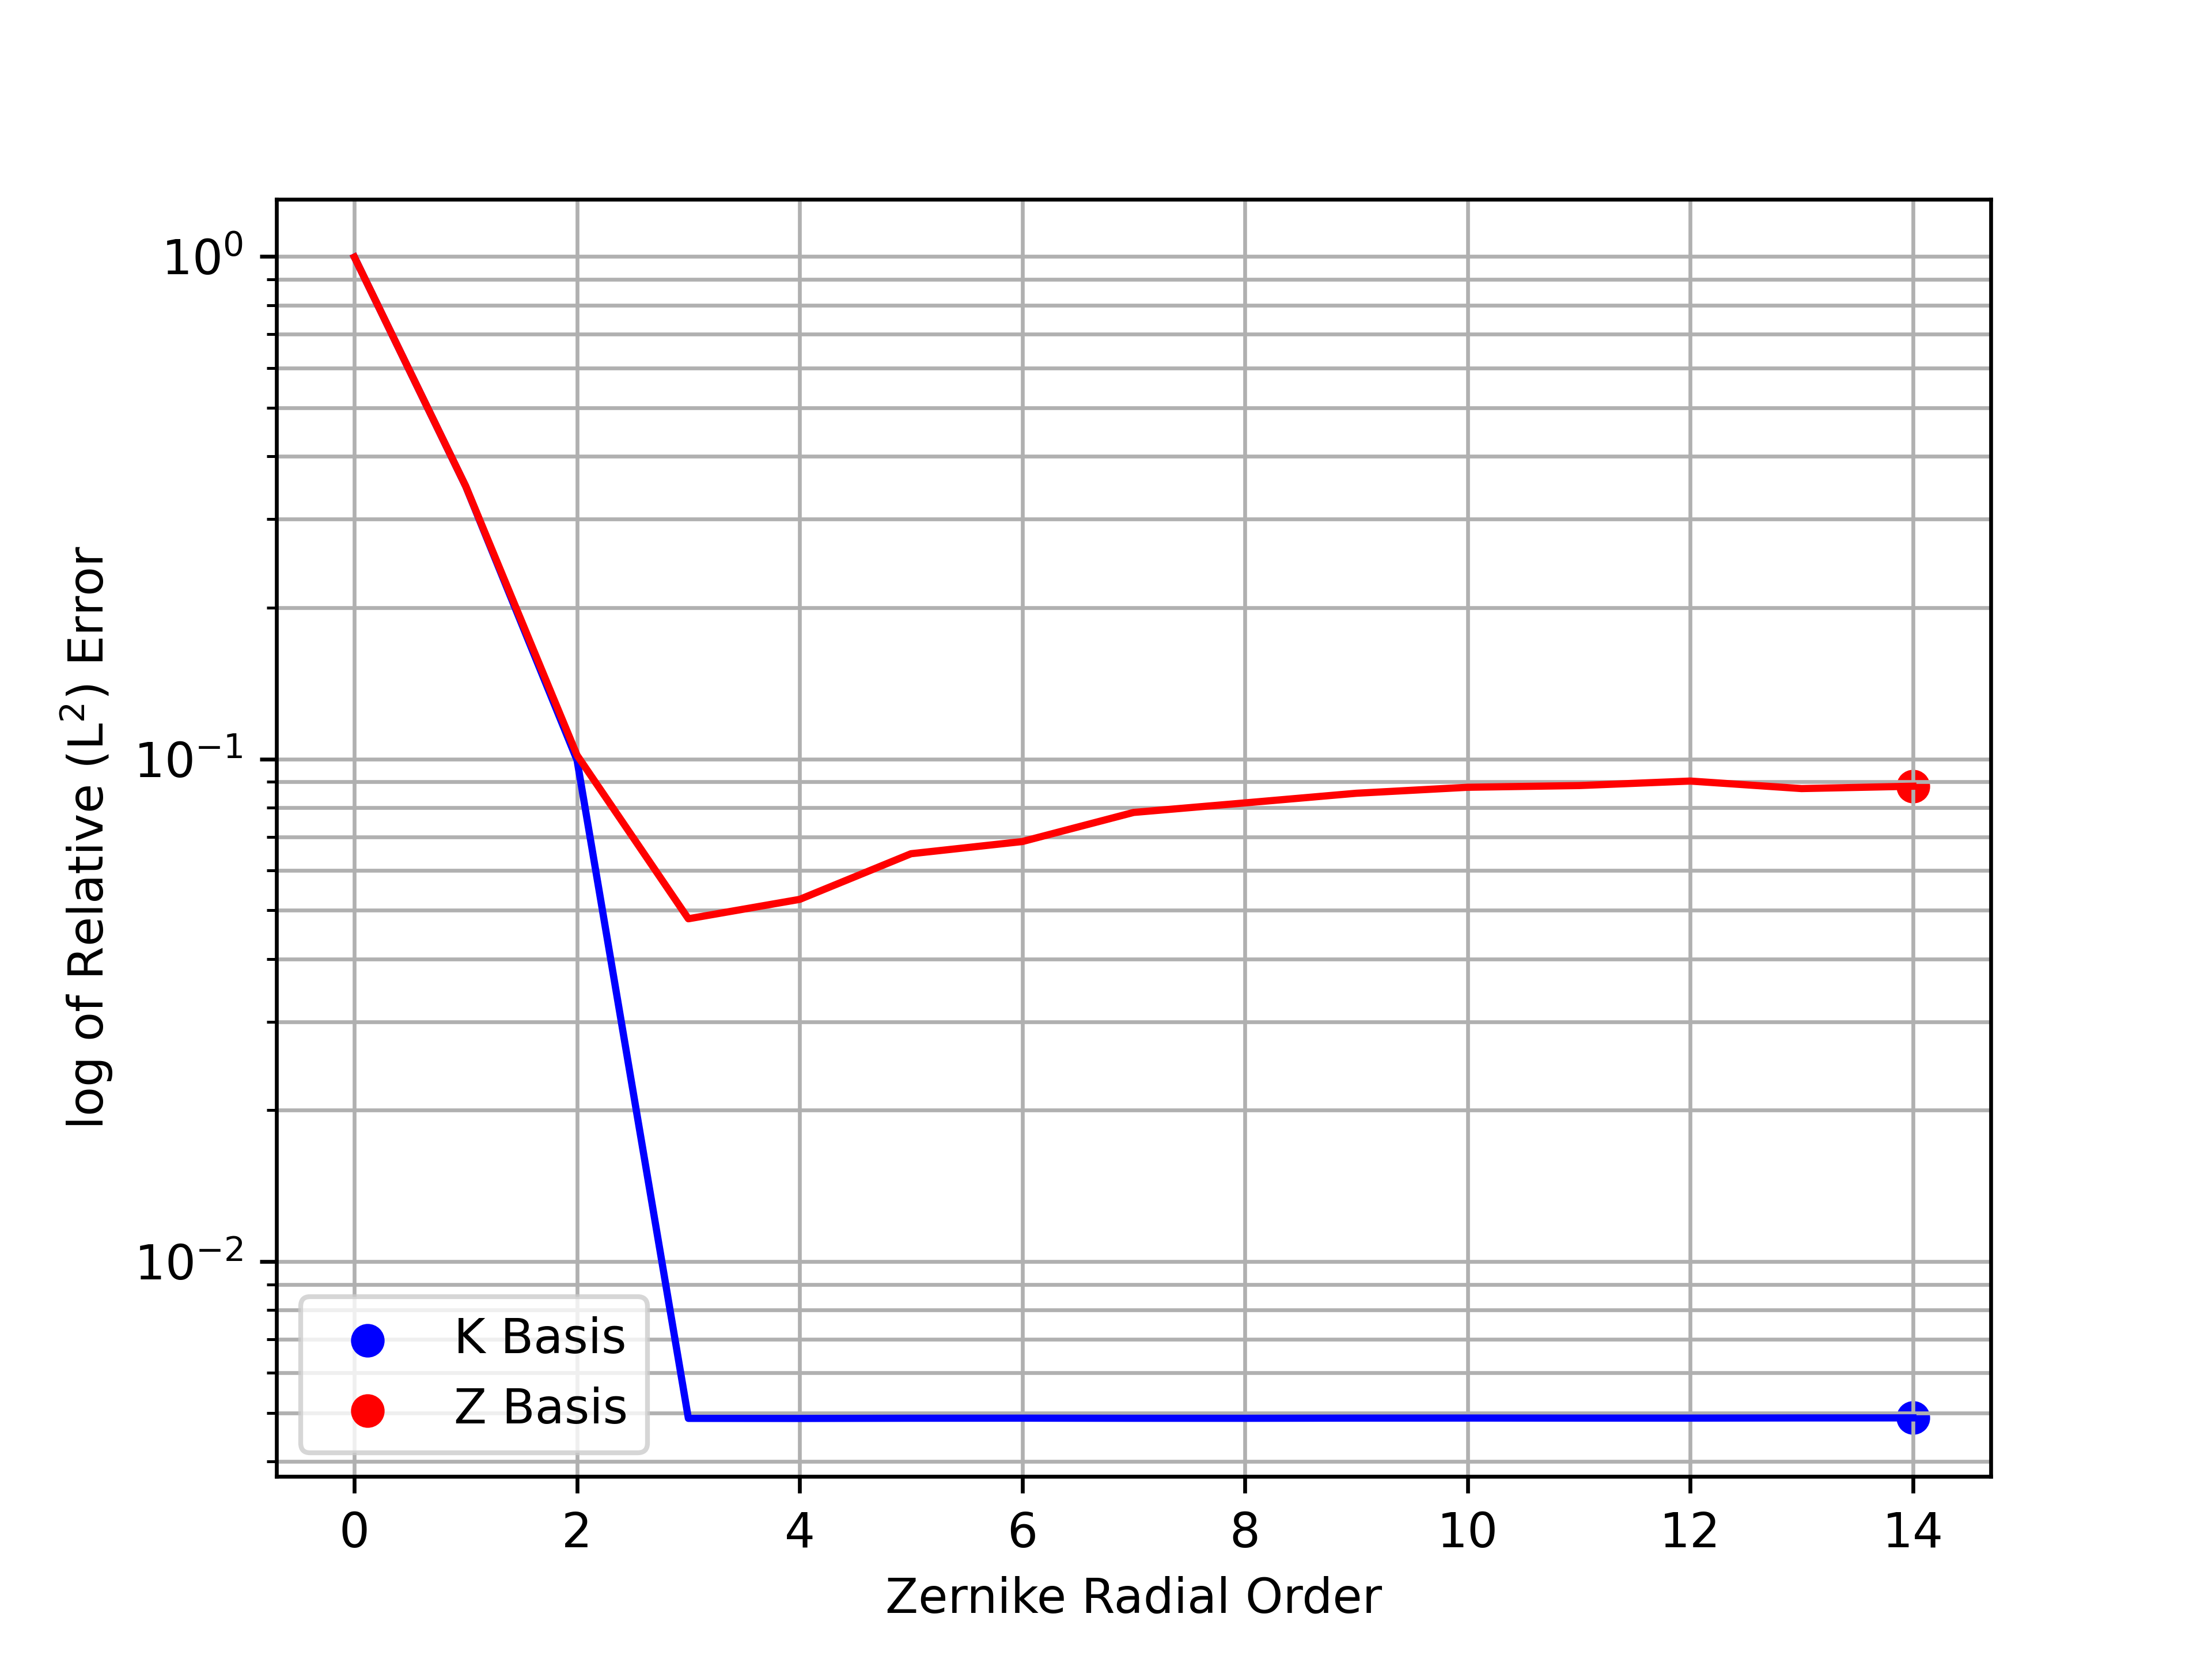 10⁰
10⁻¹
10⁻²
log of Relative (L²) Error
K Basis
Z Basis
0 2 4 6 8 10 12 14
Zernike Radial Order